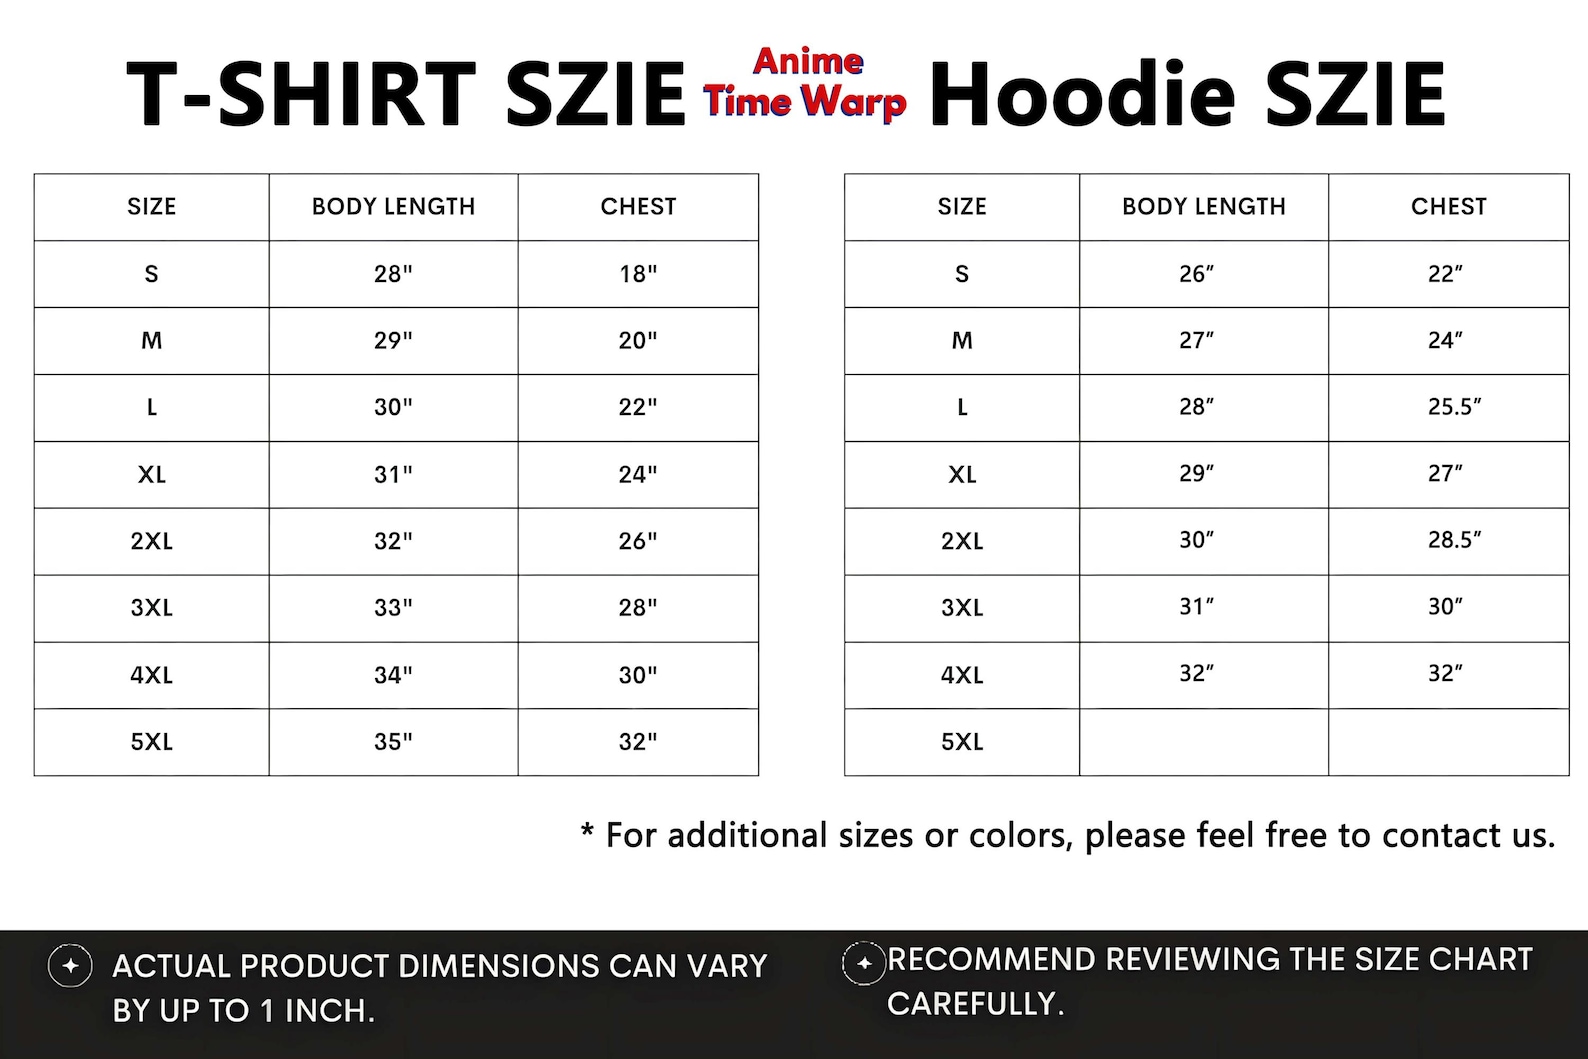 T-SHIRT SZIE
Anime
Time Warp
Hoodie SZIE
SIZE BODY LENGTH CHEST
S 28" 18"
M 29" 20"
L 30" 22"
XL 31" 24"
2XL 32" 26"
3XL 33" 28"
4XL 34" 30"
5XL 35" 32"
SIZE BODY LENGTH CHEST
S 26” 22”
M 27” 24”
L 28” 25.5”
XL 29” 27”
2XL 30” 28.5”
3XL 31” 30”
4XL 32” 32”
5XL
* For additional sizes or colors, please feel free to contact us.
ACTUAL PRODUCT DIMENSIONS CAN VARY
BY UP TO 1 INCH.
RECOMMEND REVIEWING THE SIZE CHART
CAREFULLY.